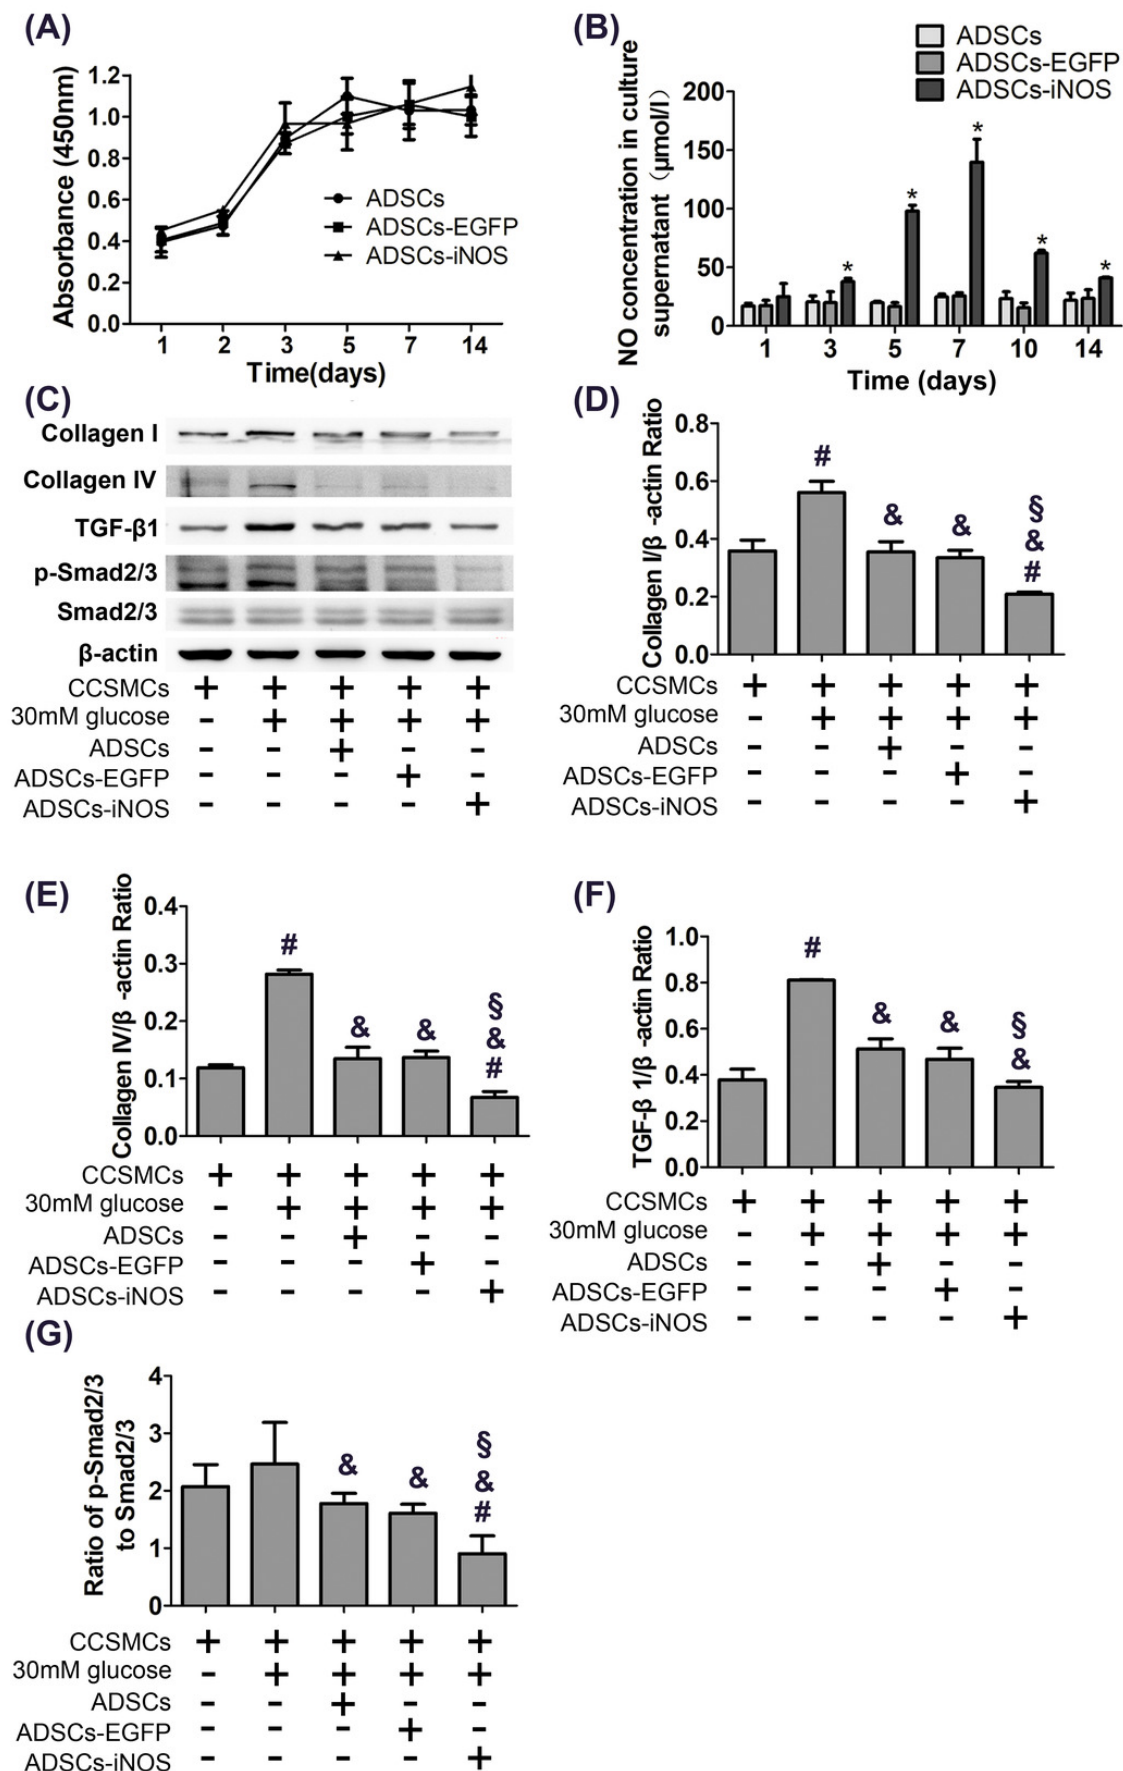 (A)
Absorbance (450nm)
1.2
1.0
0.8
0.6
0.4
0.2
0.0
ADSCs
ADSCs-EGFP
ADSCs-iNOS
1 2 3 5 7 14
Time(days)
(B)
ADSCs
ADSCs-EGFP
ADSCs-iNOS
NO concentration in culture
supernatant（μmol/l）
200
150
100
50
0
* * * * *
1 3 5 7 10 14
Time (days)
(C)
Collagen I
Collagen IV
TGF-β1
p-Smad2/3
Smad2/3
β-actin
CCSMCs + + + + +
30mM glucose - + + + +
ADSCs - - + - -
ADSCs-EGFP - - - + -
ADSCs-iNOS - - - - +
(D)
Collagen I/β -actin Ratio
0.8
0.6
0.4
0.2
0.0
# & & § & #
CCSMCs + + + + +
30mM glucose - + + + +
ADSCs - - + - -
ADSCs-EGFP - - - + -
ADSCs-iNOS - - - - +
(E)
Collagen IV/β -actin Ratio
0.4
0.3
0.2
0.1
0.0
# & & § & #
CCSMCs + + + + +
30mM glucose - + + + +
ADSCs - - + - -
ADSCs-EGFP - - - + -
ADSCs-iNOS - - - - +
(F)
TGF-β 1/β -actin Ratio
1.0
0.8
0.6
0.4
0.2
0.0
# & & § &
CCSMCs + + + + +
30mM glucose - + + + +
ADSCs - - + - -
ADSCs-EGFP - - - + -
ADSCs-iNOS - - - - +
(G)
Ratio of p-Smad2/3
to Smad2/3
4
3
2
1
0
& & § & #
CCSMCs + + + + +
30mM glucose - + + + +
ADSCs - - + - -
ADSCs-EGFP - - - + -
ADSCs-iNOS - - - - +